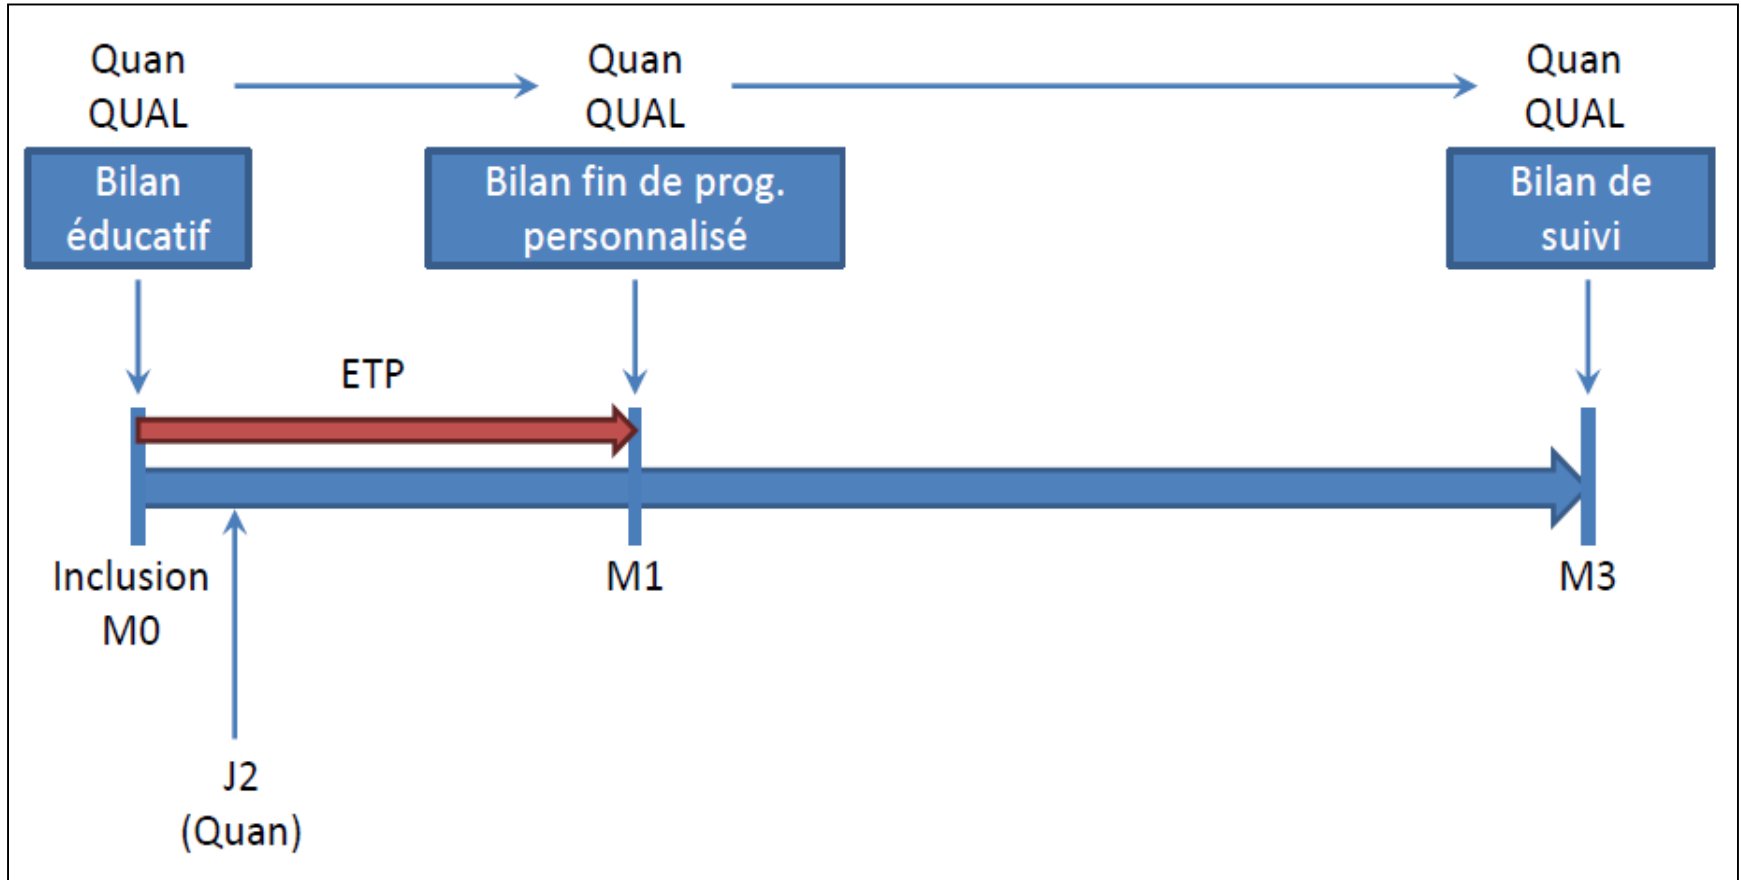 Quan
QUAL
Quan
QUAL
Quan
QUAL
Bilan
éducatif
Bilan fin de prog.
personnalisé
Bilan de
suivi
ETP
Inclusion
M0
M1
M3
J2
(Quan)